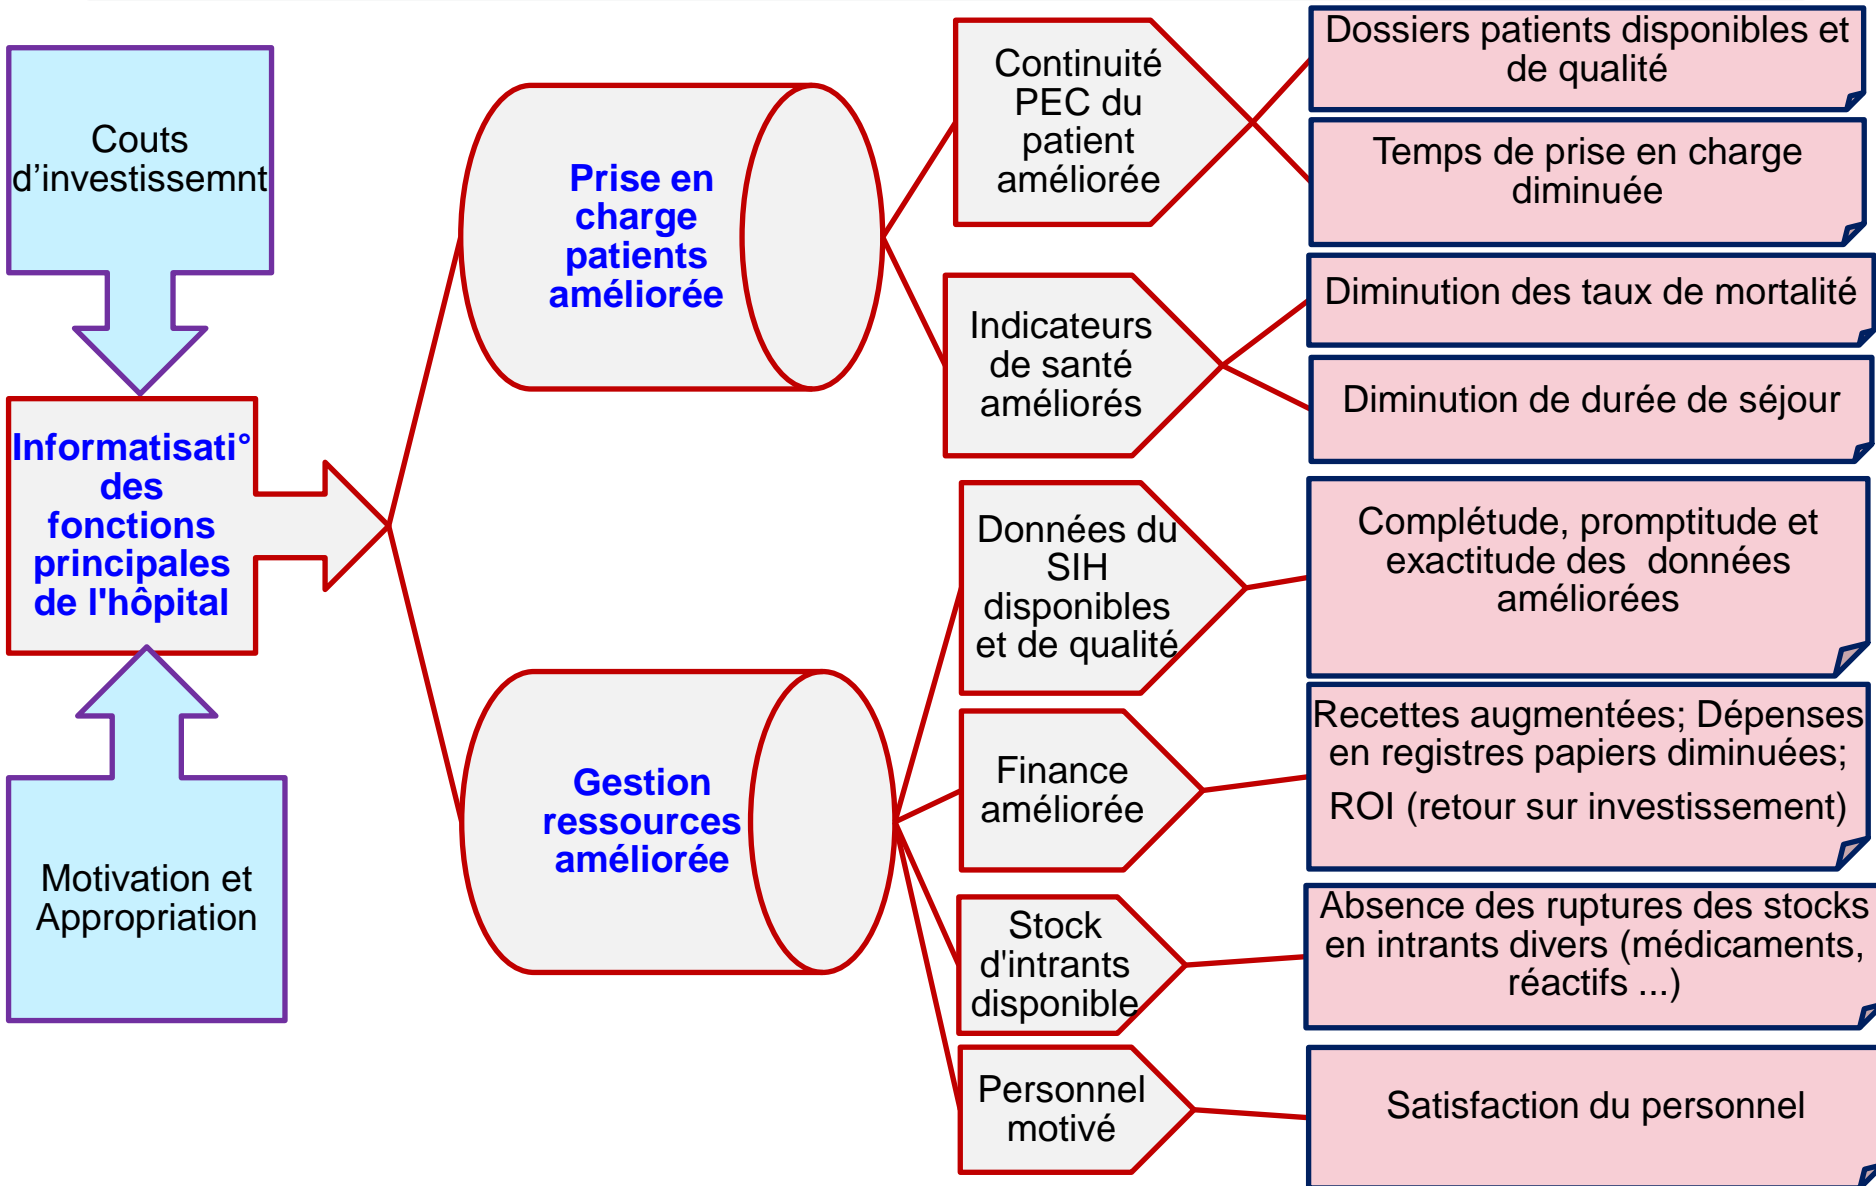 Couts
d’investissemnt
Informatisati°
des
fonctions
principales
de l'hôpital
Motivation et
Appropriation
Prise en
charge
patients
améliorée
Gestion
ressources
améliorée
Continuité
PEC du
patient
améliorée
Indicateurs
de santé
améliorés
Données du
SIH
disponibles
et de qualité
Finance
améliorée
Stock
d'intrants
disponible
Personnel
motivé
Dossiers patients disponibles et
de qualité
Temps de prise en charge
diminuée
Diminution des taux de mortalité
Diminution de durée de séjour
Complétude, promptitude et
exactitude des données
améliorées
Recettes augmentées; Dépenses
en registres papiers diminuées;
ROI (retour sur investissement)
Absence des ruptures des stocks
en intrants divers (médicaments,
réactifs ...)
Satisfaction du personnel